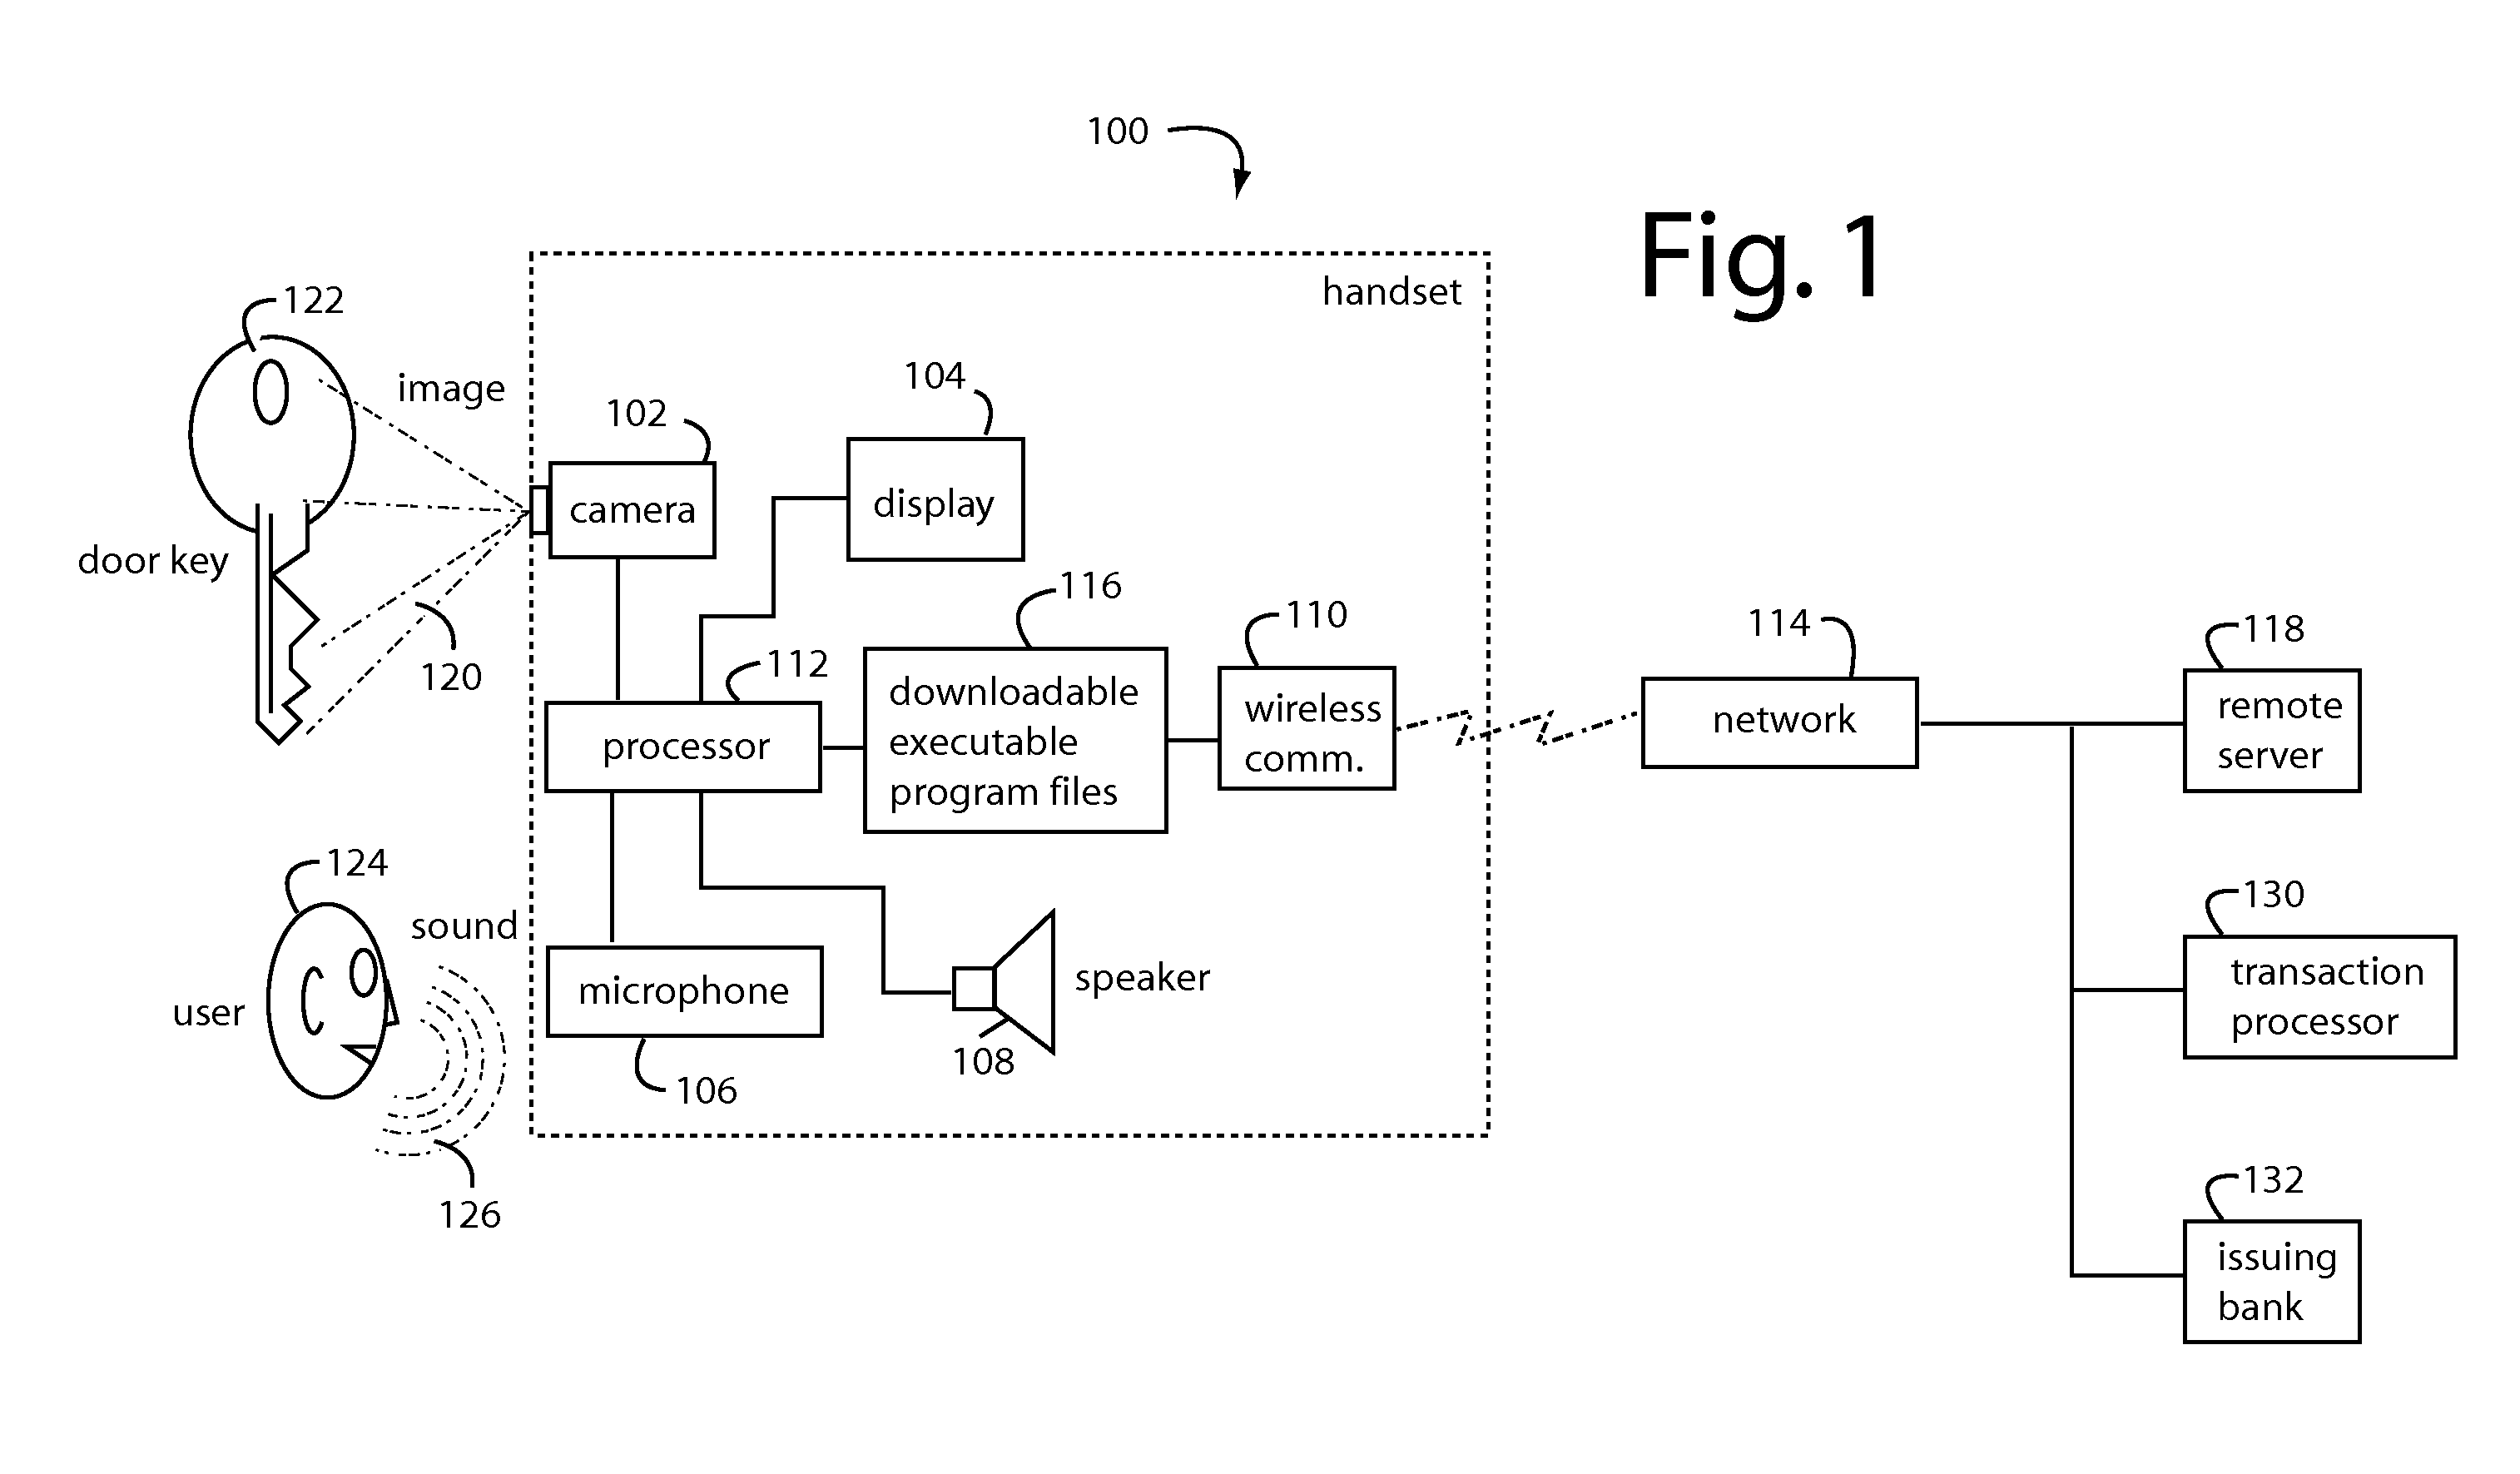 100
Fig. 1
handset
122
image
104
102
camera
display
door key
116
110
114
118
120
112
downloadable
executable
program files
wireless
comm.
network
remote
server
processor
124
sound
130
user
microphone
speaker
transaction
processor
108
106
132
126
issuing
bank